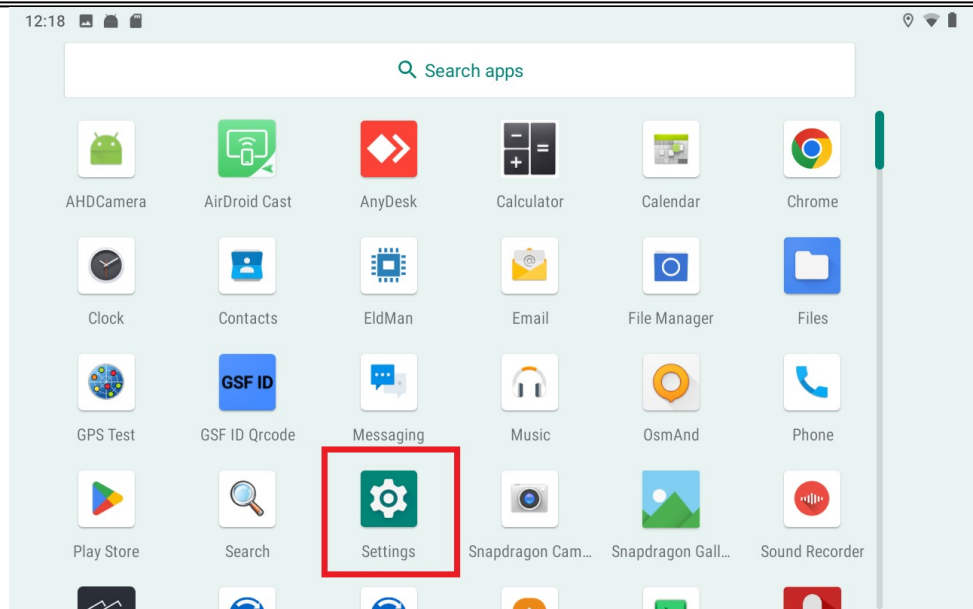 12:18
Search apps
AHDCamera AirDroid Cast AnyDesk Calculator Calendar Chrome
Clock Contacts EldMan Email File Manager Files
GSF ID
GPS Test GSF ID Qrcode Messaging Music OsmAnd Phone
Play Store Search Settings Snapdragon Cam... Snapdragon Gall... Sound Recorder